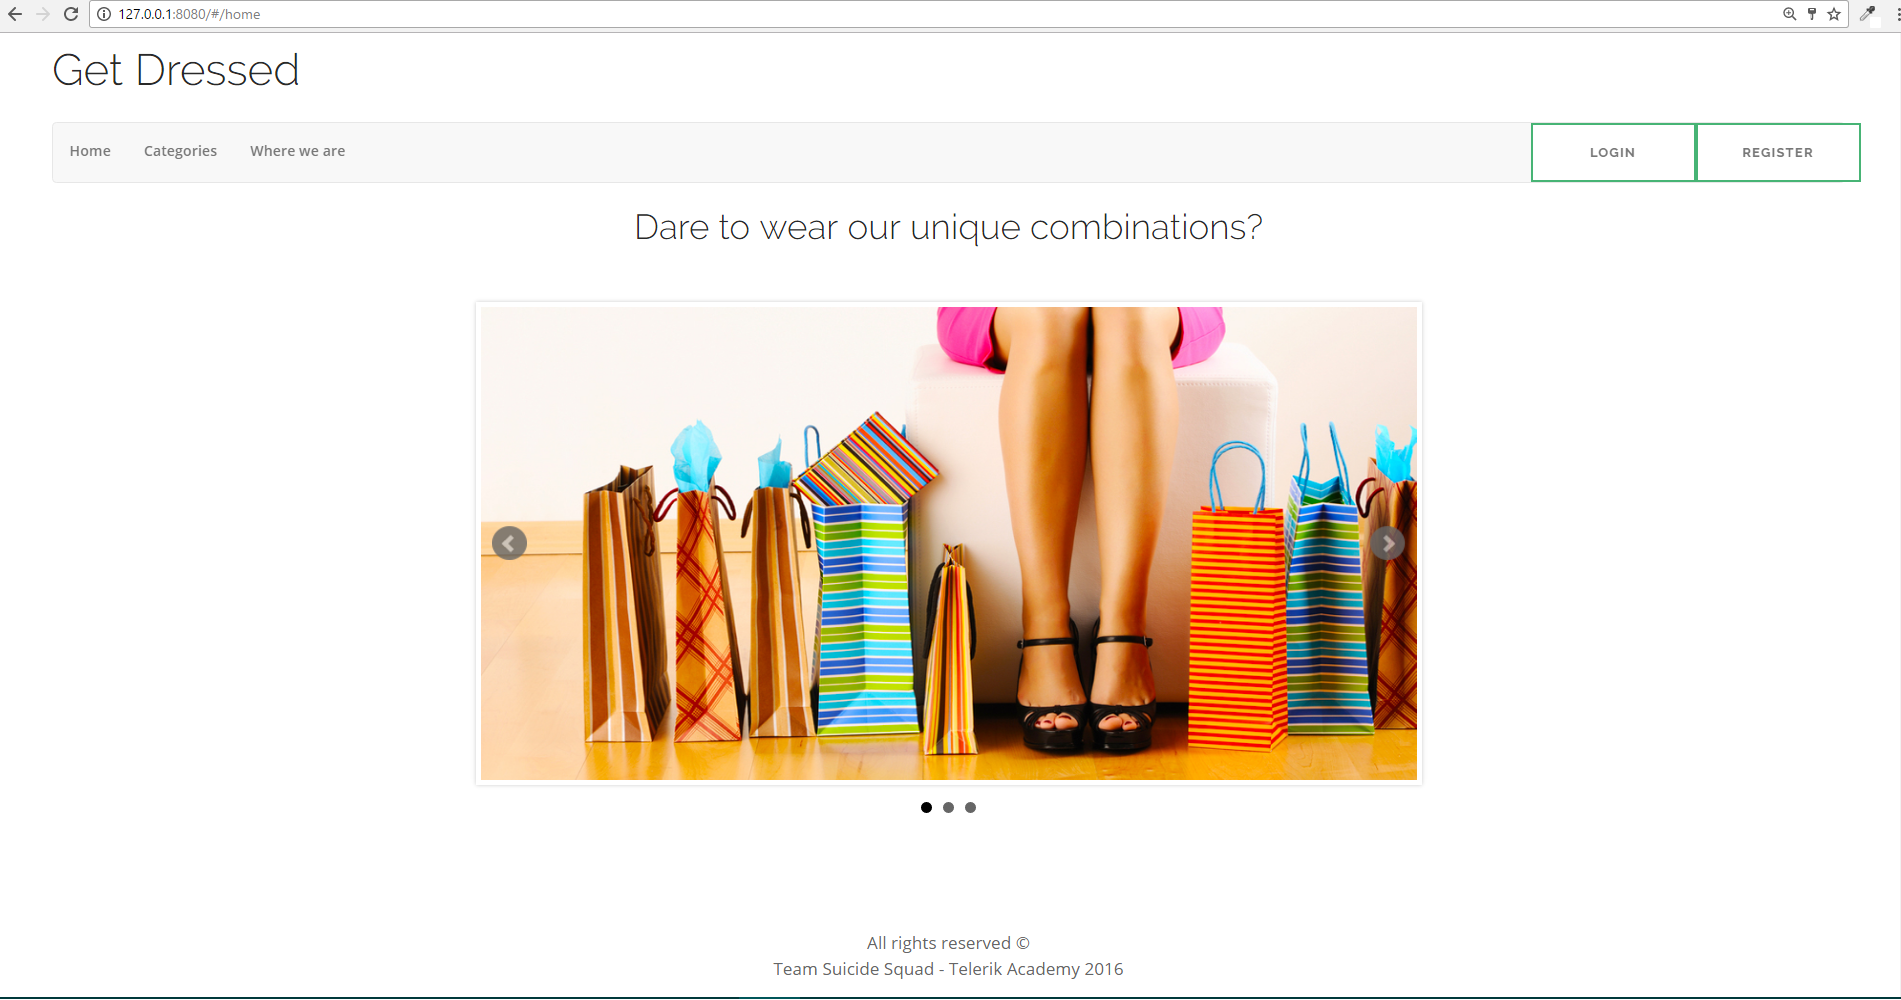 127.0.0.1:8080/#/home
Get Dressed
Home Categories Where we are LOGIN REGISTER
Dare to wear our unique combinations?
All rights reserved ©
Team Suicide Squad - Telerik Academy 2016